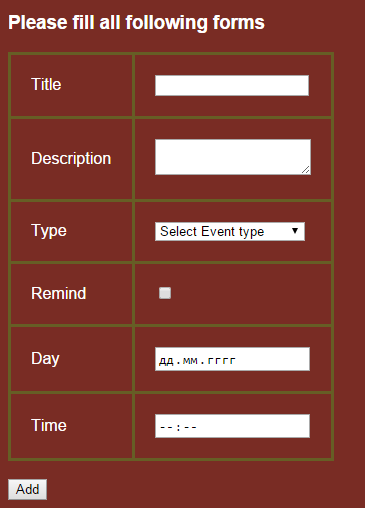 Please fill all following forms
Title
Description
Type
Select Event type
Remind
Day
дд.мм.гггг
Time
--:--
Add